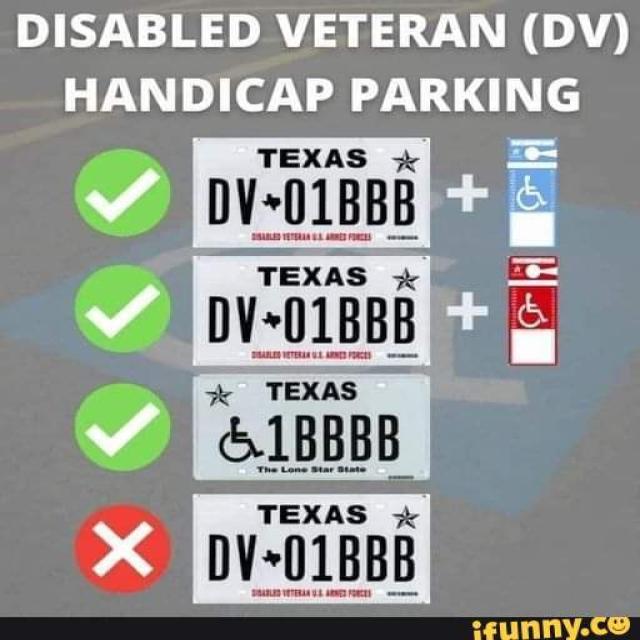 DISABLED VETERAN (DV)
HANDICAP PARKING
TEXAS
DV 01BBB
DISABLED VETERAN U.S. ARMED FORCES
+
TEXAS
DV 01BBB
DISABLED VETERAN U.S. ARMED FORCES
+
TEXAS
1BBBB
The Lone Star State
TEXAS
DV 01BBB
DISABLED VETERAN U.S. ARMED FORCES
ifunny.co